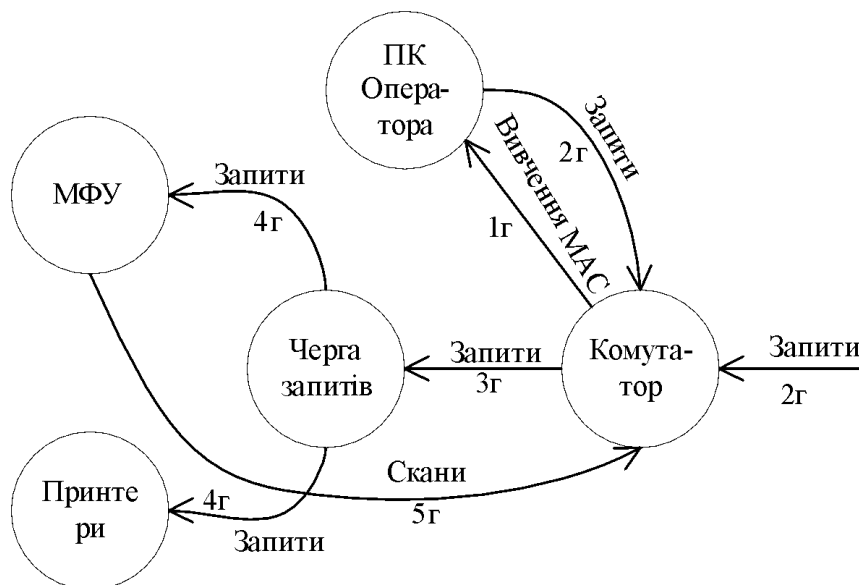 ПК
Опера-
тора
Запити
2г
Вивчення MAC
1г
МФУ
Запити
4г
Черга
запитів
Запити
3г
Комута-
тор
Запити
2г
Скани
5г
Принте
ри
4г
Запити